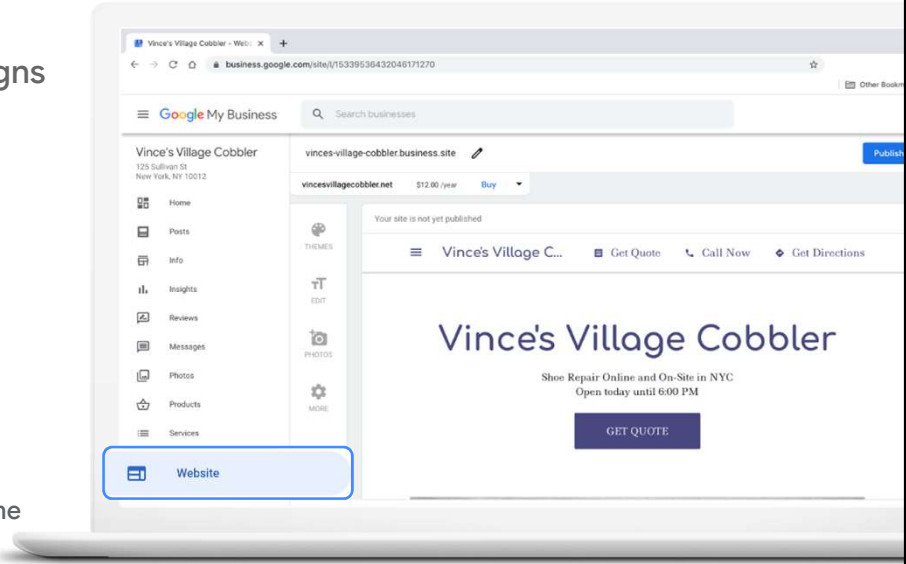 gns
ne
Vince's Village Cobbler - Webs
business.google.com/site/l/15339536432046171270
Other Bookm
Google My Business
Search businesses
Vince's Village Cobbler
125 Sullivan St
New York, NY 10012
Home
Posts
Info
Insights
Reviews
Messages
Photos
Products
Services
Website
vinces-village-cobbler.business.site
Publish
vincesvillagecobbler.net $12.00 /year Buy
THEMES
EDIT
PHOTOS
MORE
Your site is not yet published
Vince's Village C... Get Quote Call Now Get Directions
Vince's Village Cobbler
Shoe Repair Online and On-Site in NYC
Open today until 6:00 PM
GET QUOTE